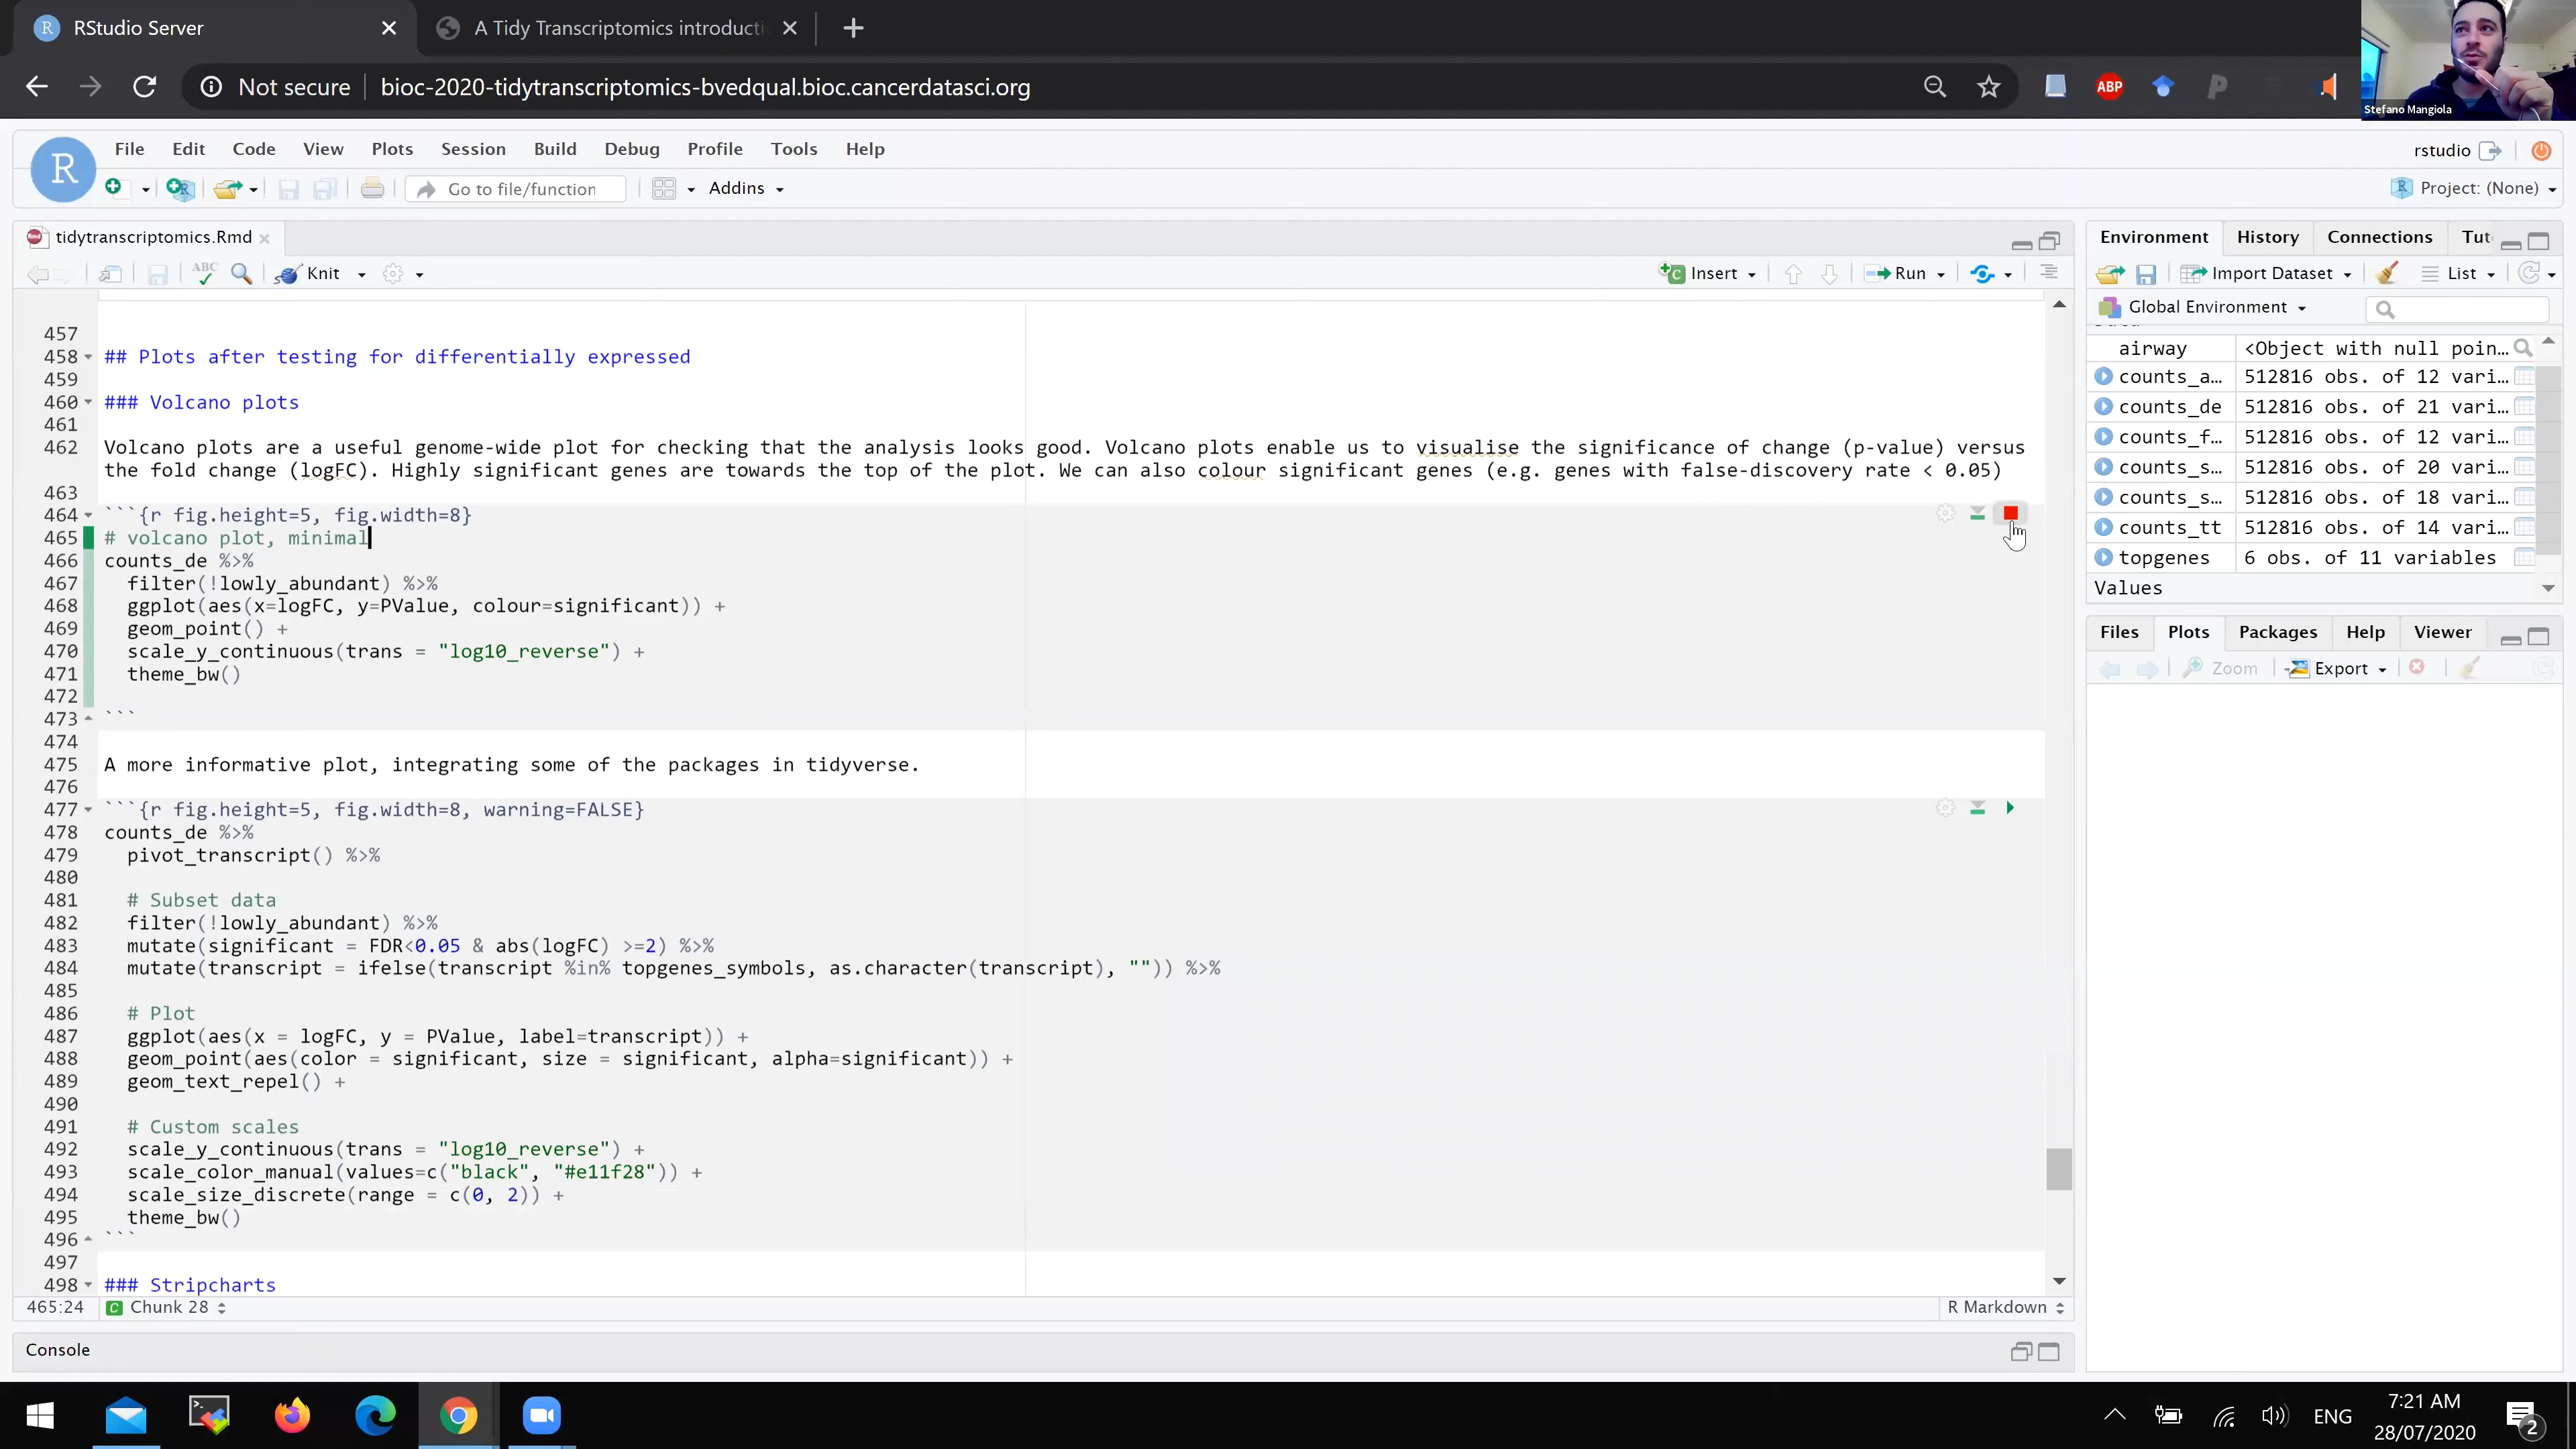 RStudio Server
A Tidy Transcriptomics introducti
Not secure
bioc-2020-tidytranscriptomics-bvedqual.bioc.cancerdatasci.org
ABP
Stefano Mangiola
R
File Edit Code View Plots Session Build Debug Profile Tools Help
rstudio
Go to file/function
Addins
Project: (None)
tidytranscriptomics.Rmd
ABC
Knit
Insert
Run
457
458 ## Plots after testing for differentially expressed
459
460 ### Volcano plots
461
462 Volcano plots are a useful genome-wide plot for checking that the analysis looks good. Volcano plots enable us to visualise the significance of change (p-value) versus
the fold change (logFC). Highly significant genes are towards the top of the plot. We can also colour significant genes (e.g. genes with false-discovery rate < 0.05)
463
464 ```{r fig.height=5, fig.width=8}
465 # volcano plot, minimal
466 counts_de %>%
467 filter(!lowly_abundant) %>%
468 ggplot(aes(x=logFC, y=PValue, colour=significant)) +
469 geom_point() +
470 scale_y_continuous(trans = "log10_reverse") +
471 theme_bw()
472
473 ```
474
475 A more informative plot, integrating some of the packages in tidyverse.
476
477 ```{r fig.height=5, fig.width=8, warning=FALSE}
478 counts_de %>%
479 pivot_transcript() %>%
480
481 # Subset data
482 filter(!lowly_abundant) %>%
483 mutate(significant = FDR<0.05 & abs(logFC) >=2) %>%
484 mutate(transcript = ifelse(transcript %in% topgenes_symbols, as.character(transcript), "")) %>%
485
486 # Plot
487 ggplot(aes(x = logFC, y = PValue, label=transcript)) +
488 geom_point(aes(color = significant, size = significant, alpha=significant)) +
489 geom_text_repel() +
490
491 # Custom scales
492 scale_y_continuous(trans = "log10_reverse") +
493 scale_color_manual(values=c("black", "#e11f28")) +
494 scale_size_discrete(range = c(0, 2)) +
495 theme_bw()
496 ```
497
498 ### Stripcharts
465:24 Chunk 28
R Markdown
Console
Environment History Connections Tut
Import Dataset
List
Global Environment
airway <Object with null poin…
counts_a… 512816 obs. of 12 vari…
counts_de 512816 obs. of 21 vari…
counts_f… 512816 obs. of 12 vari…
counts_s… 512816 obs. of 20 vari…
counts_s… 512816 obs. of 18 vari…
counts_tt 512816 obs. of 14 vari…
topgenes 6 obs. of 11 variables
Values
Files Plots Packages Help Viewer
Zoom
Export
ENG
7:21 AM
28/07/2020
2